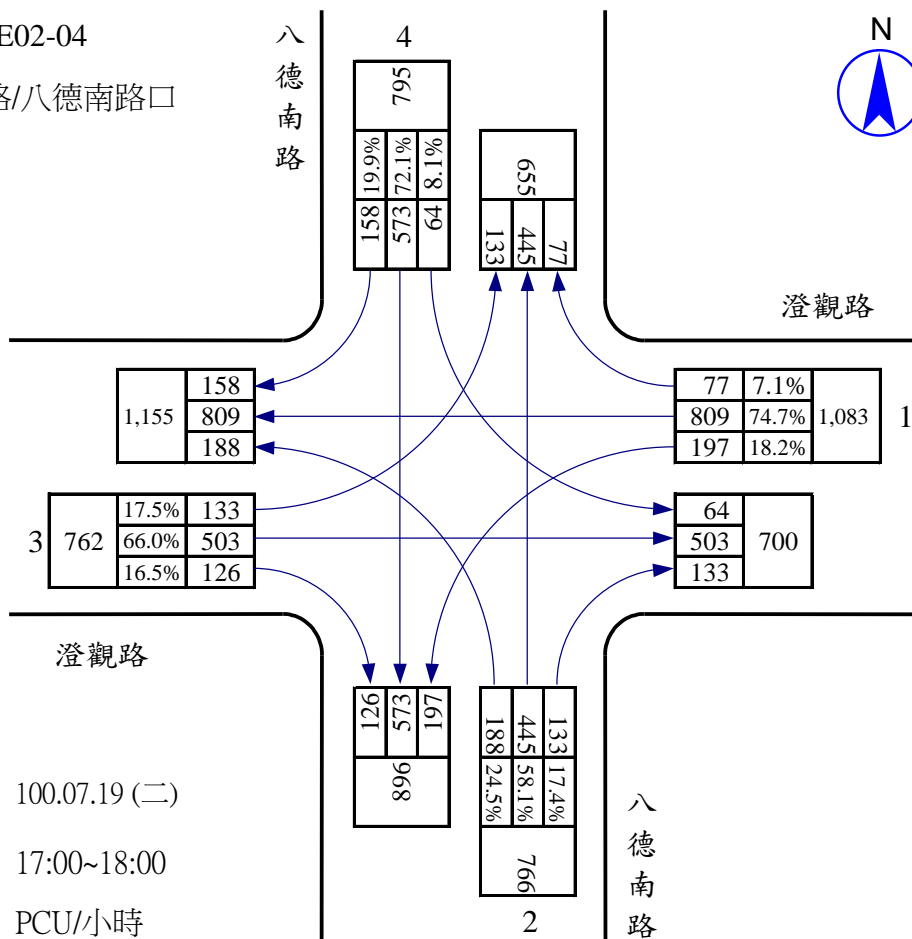 E02-04
路/八德南路口
八德南路
4
N
795
19.9% 72.1% 8.1%
158 573 64
655
133 445 77
澄觀路
1,155
158
809
188
77 7.1%
809 74.7%
197 18.2%
1,083
1
3
762
17.5% 133
66.0% 503
16.5% 126
64
503
133
700
澄觀路
126 573 197
896
188 445 133
24.5% 58.1% 17.4%
766
2
八德南路
100.07.19 (二)
17:00~18:00
PCU/小時